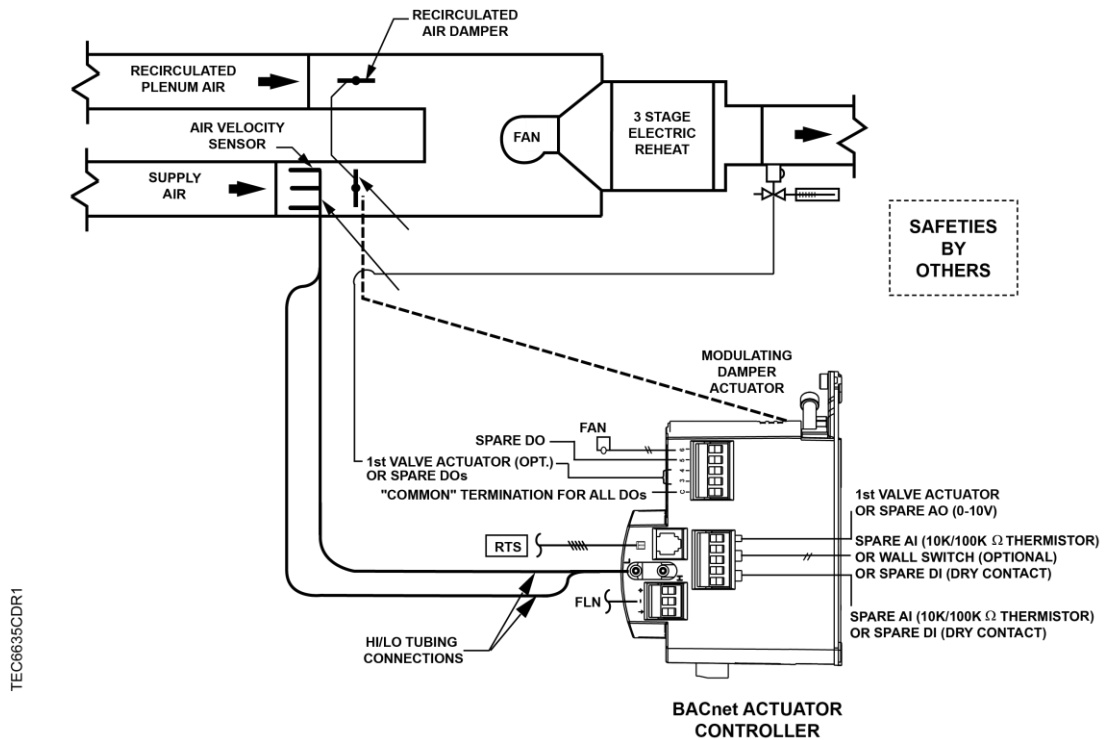 RECIRCULATED
AIR DAMPER
RECIRCULATED
PLENUM AIR
AIR VELOCITY
SENSOR
SUPPLY
AIR
FAN
3 STAGE
ELECTRIC
REHEAT
SAFETIES
BY
OTHERS
MODULATING
DAMPER
ACTUATOR
FAN
SPARE DO
1st VALVE ACTUATOR (OPT.)
OR SPARE DOs
"COMMON" TERMINATION FOR ALL DOs
6
5
4
3
C
1st VALVE ACTUATOR
OR SPARE AO (0-10V)
SPARE AI (10K/100K Ω THERMISTOR)
OR WALL SWITCH (OPTIONAL)
OR SPARE DI (DRY CONTACT)
SPARE AI (10K/100K Ω THERMISTOR)
OR SPARE DI (DRY CONTACT)
RTS
L
H
FLN
+
-
HI/LO TUBING
CONNECTIONS
BACnet ACTUATOR
CONTROLLER
TEC6635CDR1